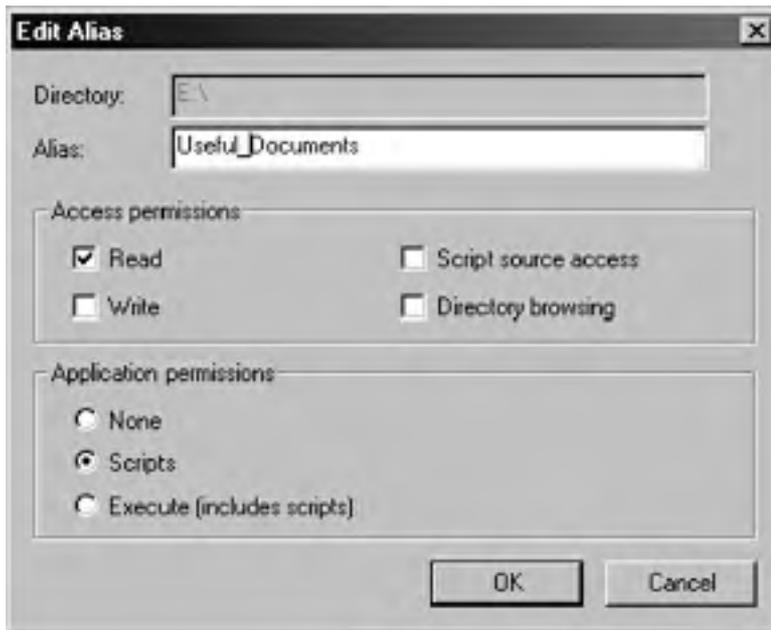 Edit Alias
Directory: E:\
Alias: Useful_Documents
Access permissions
Read Script source access
Write Directory browsing
Application permissions
None
Scripts
Execute (includes scripts)
OK Cancel